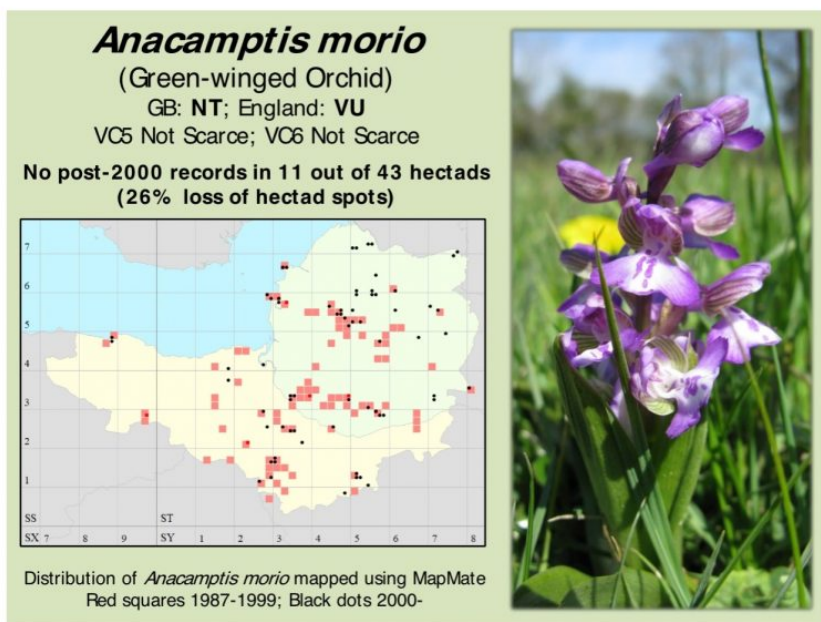 Anacamptis morio
(Green-winged Orchid)
GB: NT; England: VU
VC5 Not Scarce; VC6 Not Scarce
No post-2000 records in 11 out of 43 hectads
(26% loss of hectad spots)
7
6
5
4
3
2
1
SS ST
SX 7 8 9 SY 1 2 3 4 5 6 7 8
Distribution of Anacamptis morio mapped using MapMate
Red squares 1987-1999; Black dots 2000-